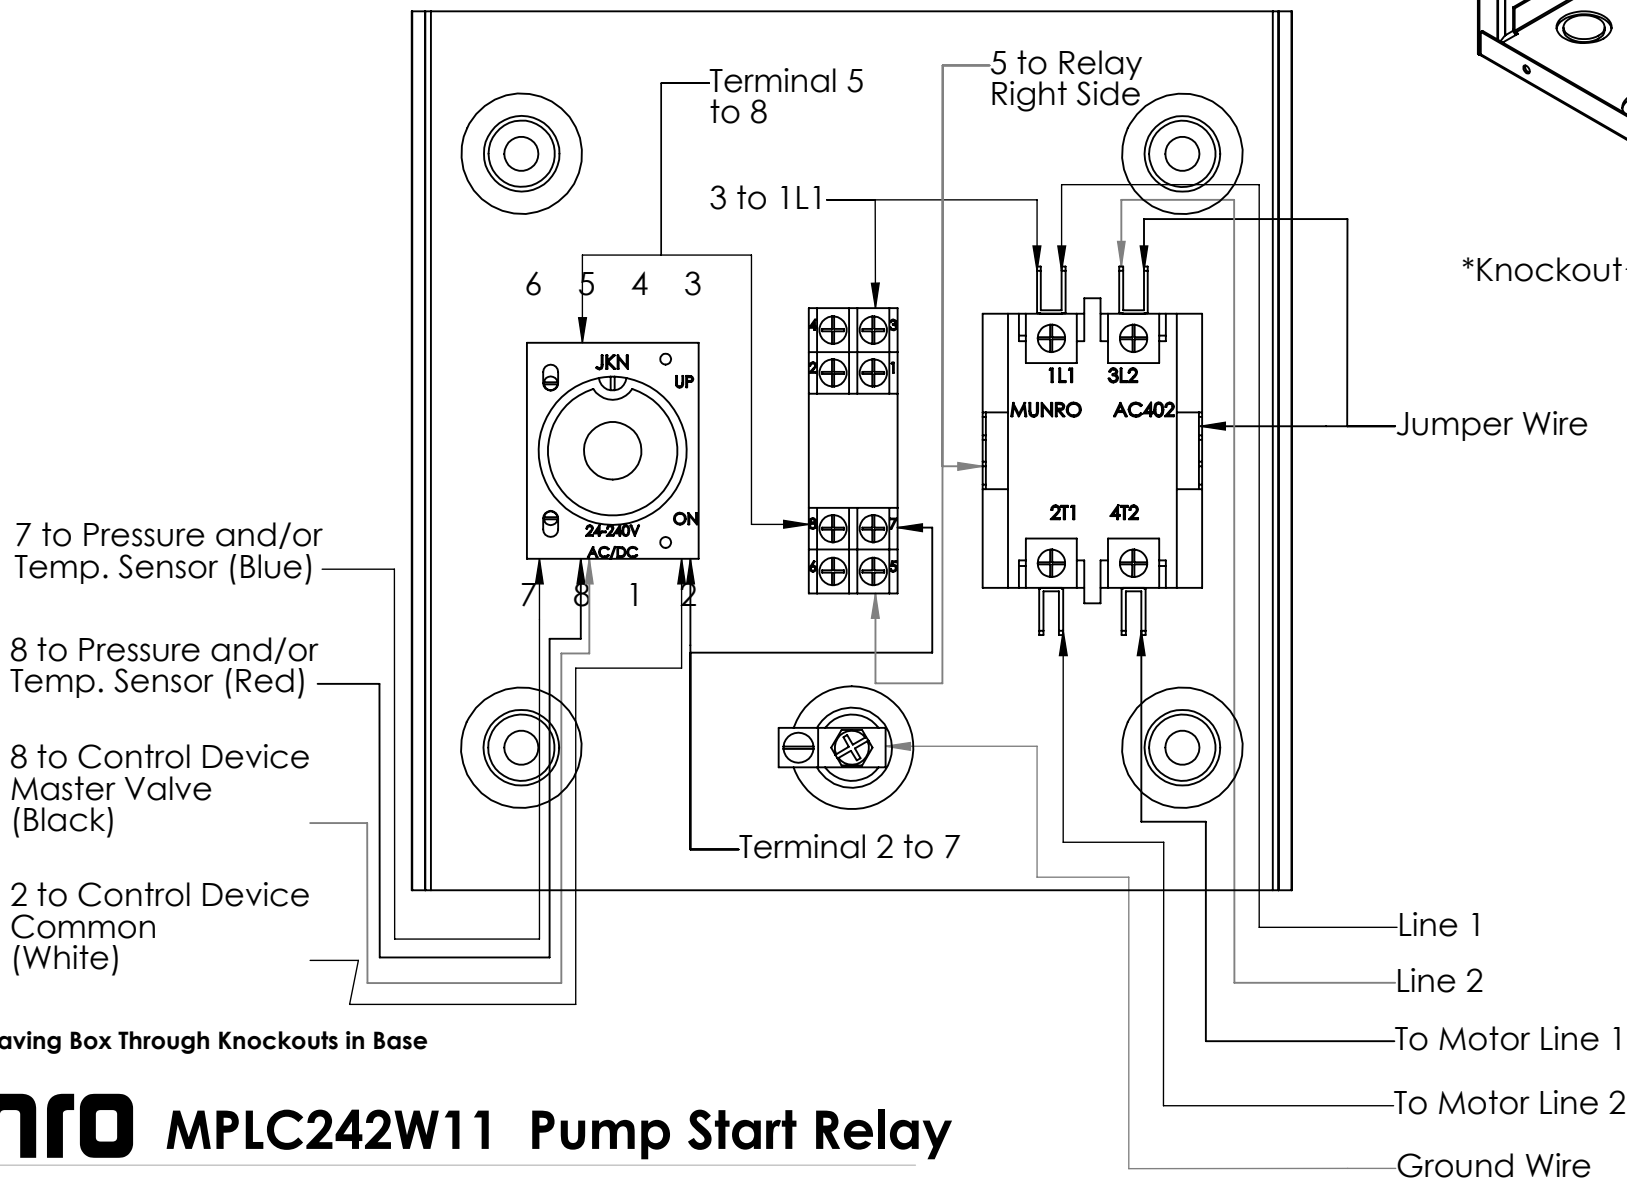 Terminal 5
to 8
5 to Relay
Right Side
3 to 1L1
*Knockout
6 5 4 3
JKN
UP
4 3
2 1
1L1 3L2
MUNRO AC402
Jumper Wire
24-240V
AC/DC
ON
8 7
6 5
2T1 4T2
7 8 1 2
7 to Pressure and/or
Temp. Sensor (Blue)
8 to Pressure and/or
Temp. Sensor (Red)
8 to Control Device
Master Valve
(Black)
2 to Control Device
Common
(White)
Terminal 2 to 7
Line 1
Line 2
To Motor Line 1
To Motor Line 2
Ground Wire
aving Box Through Knockouts in Base
nro MPLC242W11 Pump Start Relay